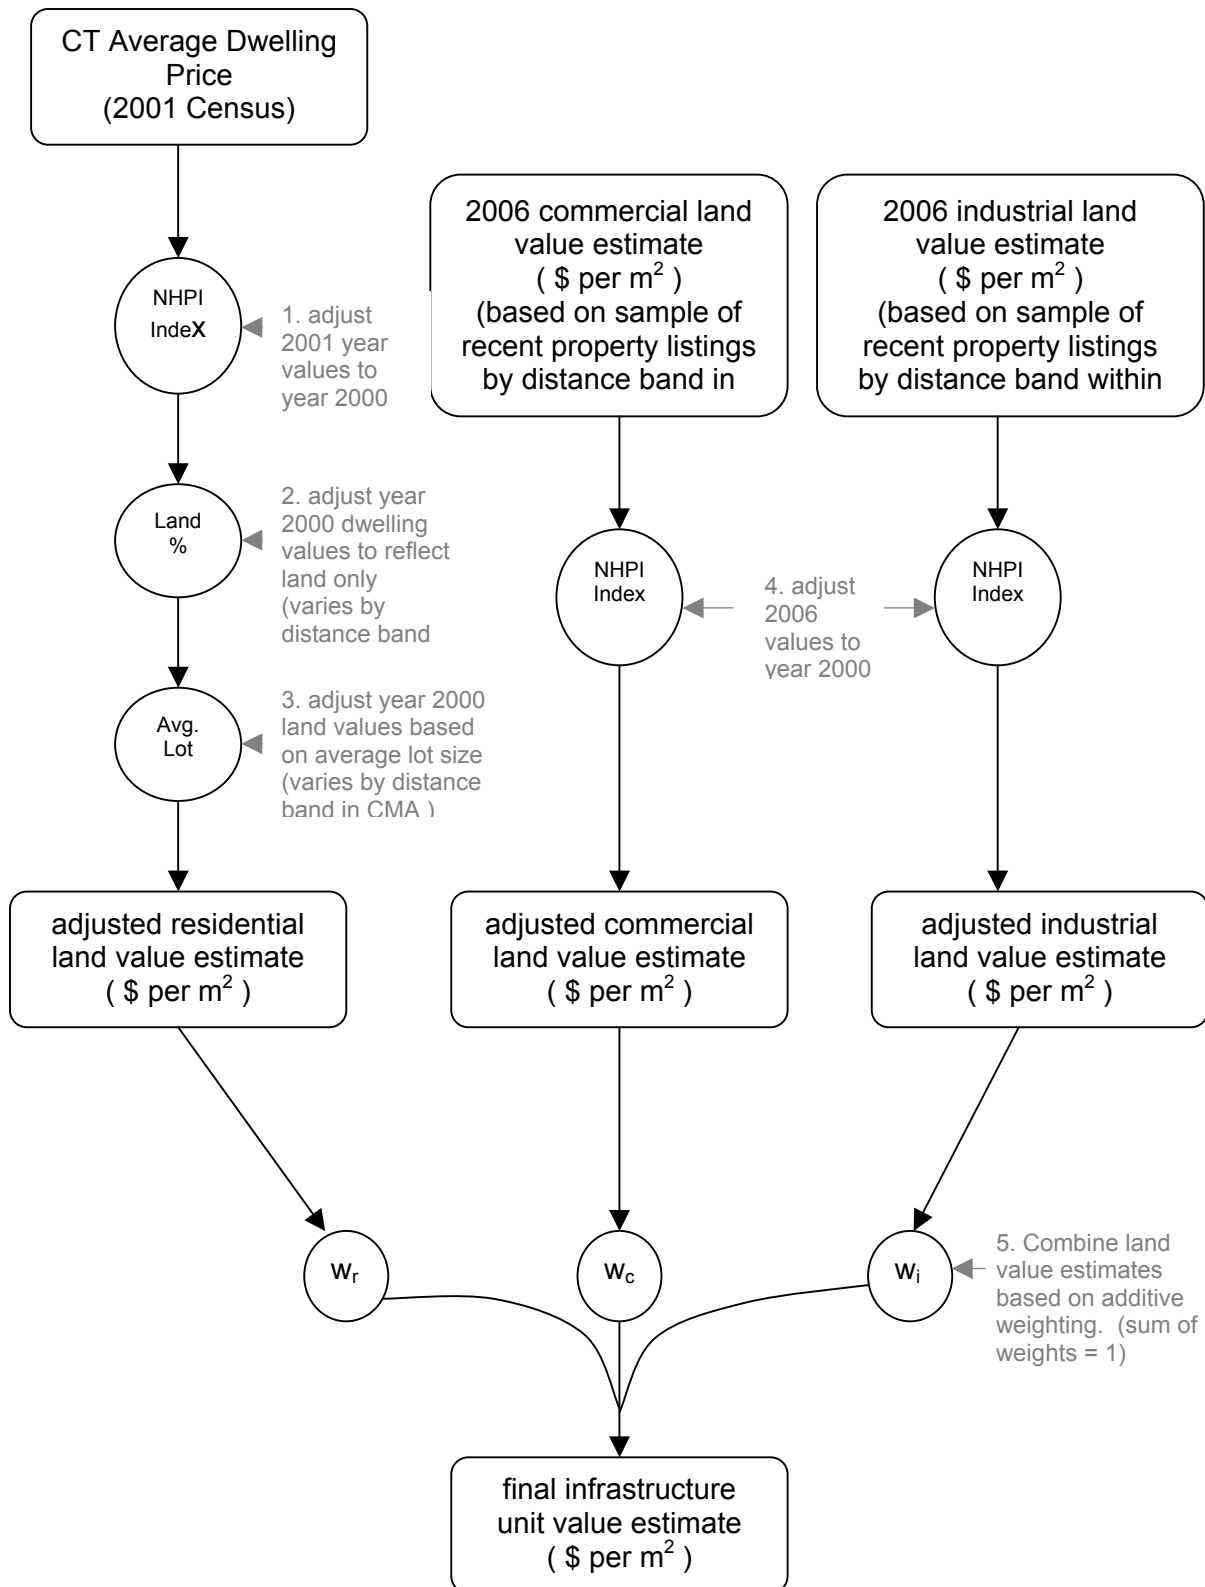 CT Average Dwelling
Price
(2001 Census)
2006 commercial land
value estimate
( $ per m² )
(based on sample of
recent property listings
by distance band in
2006 industrial land
value estimate
( $ per m² )
(based on sample of
recent property listings
by distance band within
NHPI
IndeX
1. adjust
2001 year
values to
year 2000
Land
%
2. adjust year
2000 dwelling
values to reflect
land only
(varies by
distance band
NHPI
Index
4. adjust
2006
values to
year 2000
NHPI
Index
Avg.
Lot
3. adjust year 2000
land values based
on average lot size
(varies by distance
band in CMA )
adjusted residential
land value estimate
( $ per m² )
adjusted commercial
land value estimate
( $ per m² )
adjusted industrial
land value estimate
( $ per m² )
wᵣ
w꜀
wᵢ
5. Combine land
value estimates
based on additive
weighting.  (sum of
weights = 1)
final infrastructure
unit value estimate
( $ per m² )